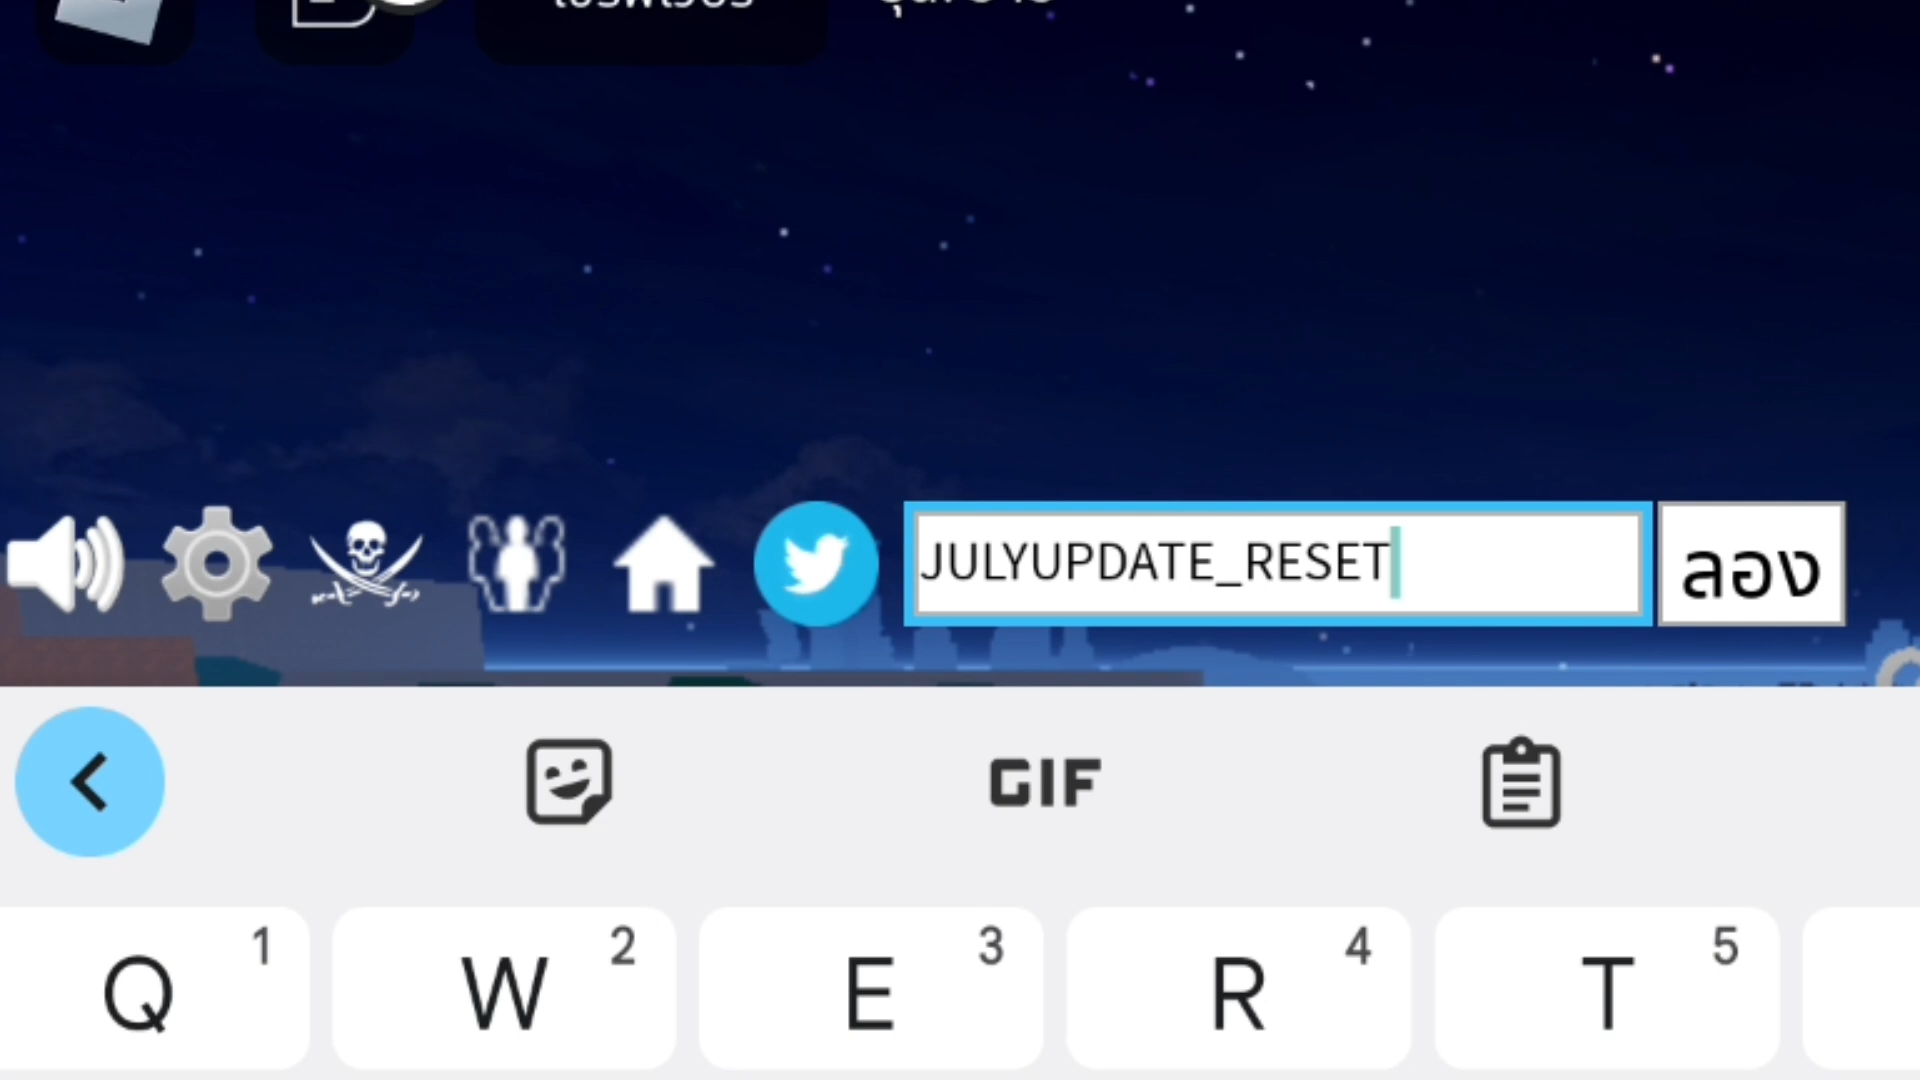 JULYUPDATE_RESET
ลอง
GIF
1 2 3 4 5
Q W E R T